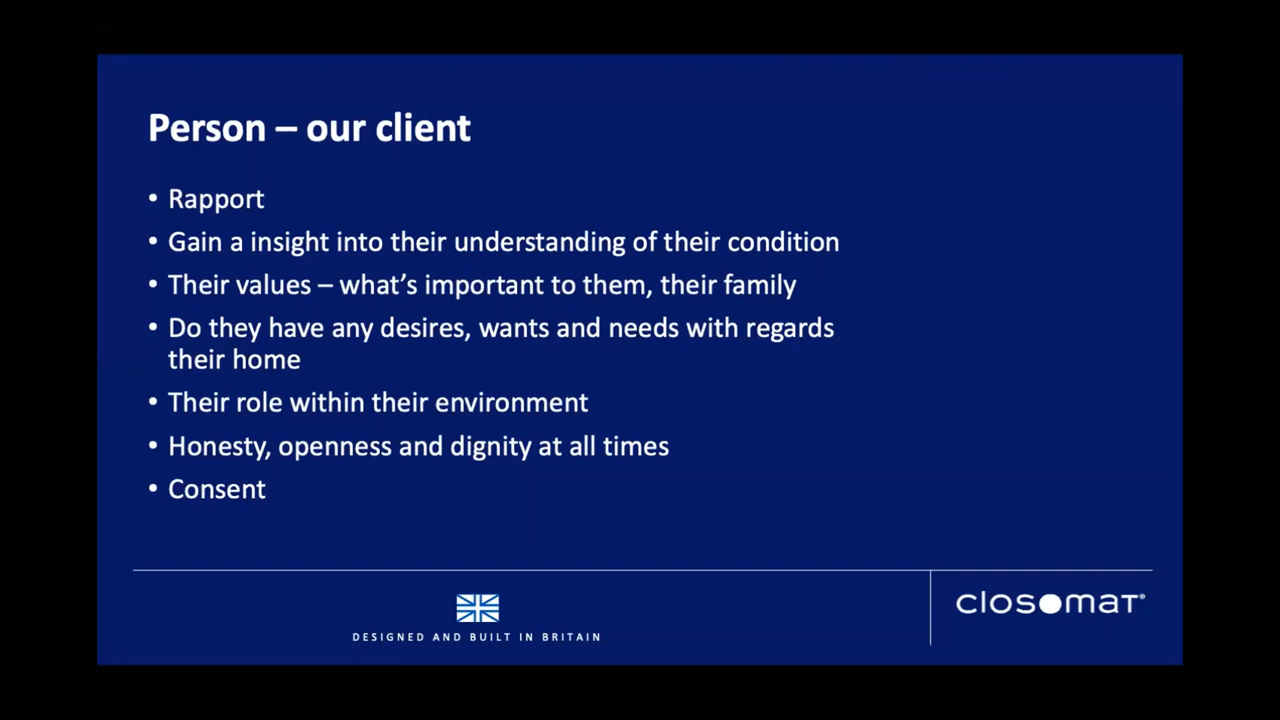 Person – our client
• Rapport
• Gain a insight into their understanding of their condition
• Their values – what’s important to them, their family
• Do they have any desires, wants and needs with regards
their home
• Their role within their environment
• Honesty, openness and dignity at all times
• Consent
DESIGNED AND BUILT IN BRITAIN
closomat®